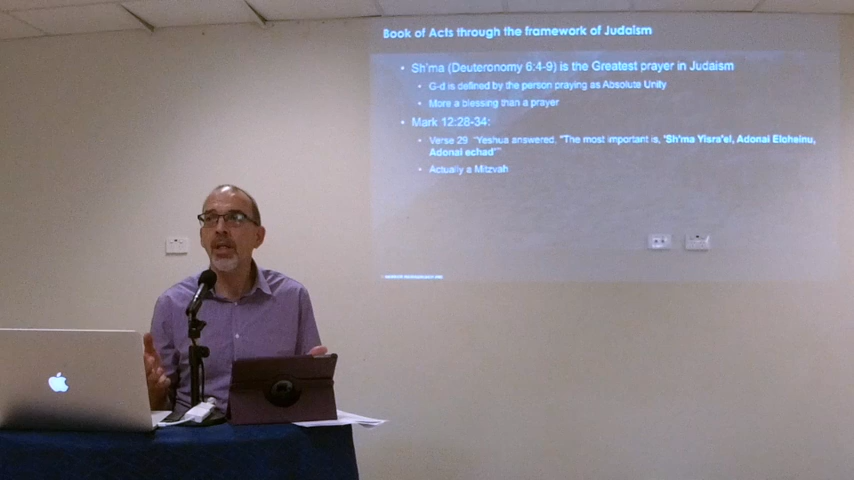 Book of Acts through the framework of Judaism
• Sh'ma (Deuteronomy 6:4-9) is the Greatest prayer in Judaism
• G-d is defined by the person praying as Absolute Unity
• More a blessing than a prayer
• Mark 12:28-34:
• Verse 29 "Yeshua answered, "The most important is, 'Sh'ma Yisra'el, Adonai Eloheinu,
Adonai echad'"
• Actually a Mitzvah